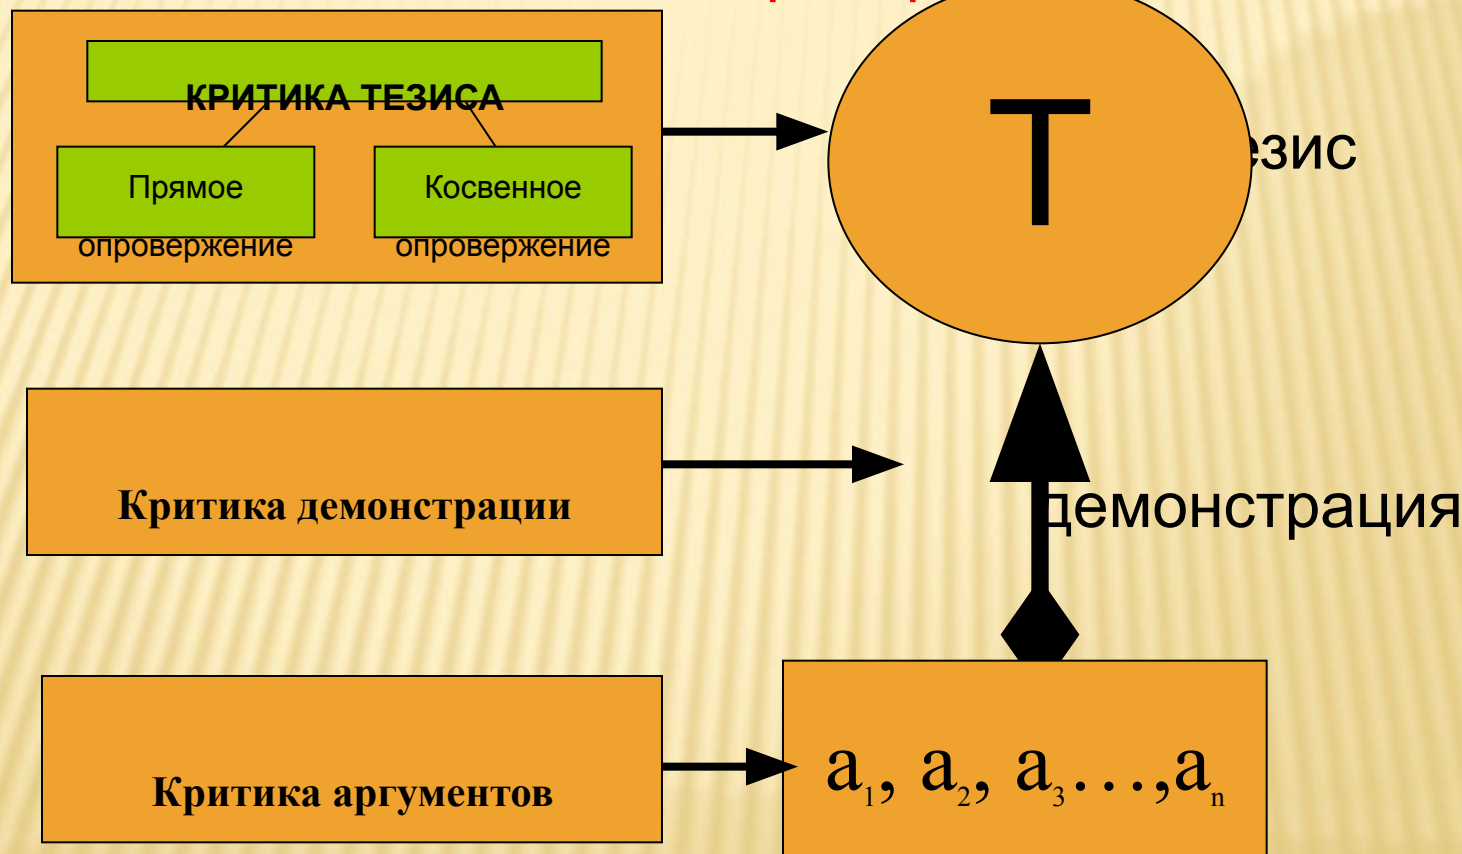 КРИТИКА ТЕЗИСА
Прямое
опровержение
Косвенное
опровержение
Т
езис
Критика демонстрации
демонстрация
Критика аргументов
a₁, a₂, a₃…,aₙ